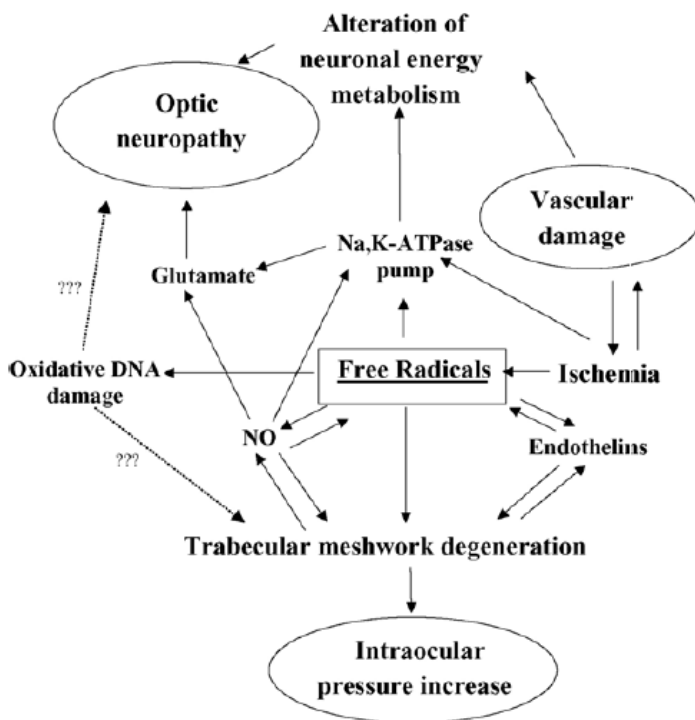 Alteration of
neuronal energy
metabolism
Optic
neuropathy
Vascular
damage
Na,K-ATPase
pump
Glutamate
???
Oxidative DNA
damage
Free Radicals
Ischemia
NO
Endothelins
???
Trabecular meshwork degeneration
Intraocular
pressure increase